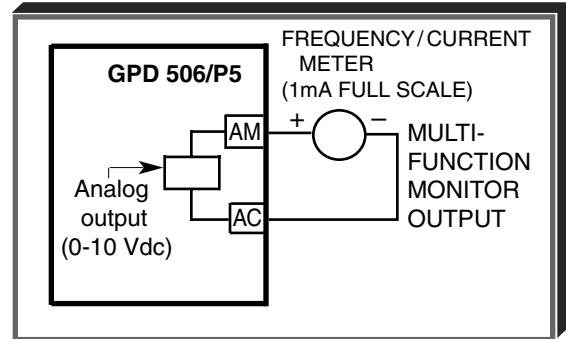 GPD 506/P5
FREQUENCY/CURRENT
METER
(1mA FULL SCALE)
AM
+
–
MULTI-
FUNCTION
MONITOR
OUTPUT
Analog
output
(0-10 Vdc)
AC